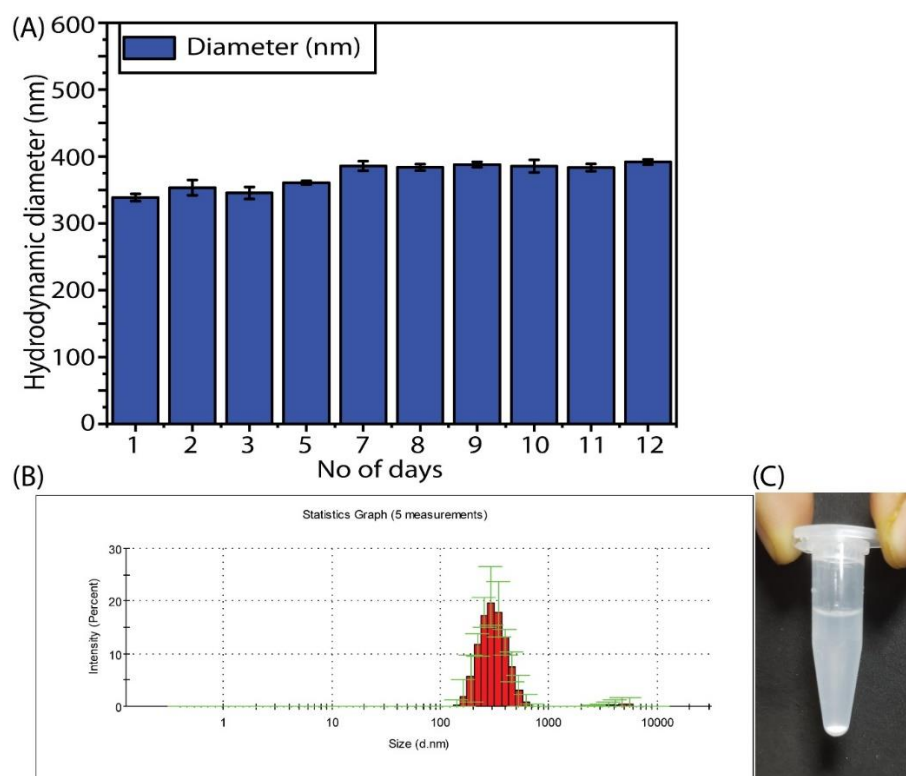 (A)
Diameter (nm)
Hydrodynamic diameter (nm)
600
500
400
300
200
100
0
1 2 3 5 7 8 9 10 11 12
No of days
(B)
Statistics Graph (5 measurements)
Intensity (Percent)
30
20
10
0
1 10 100 1000 10000
Size (d.nm)
(C)